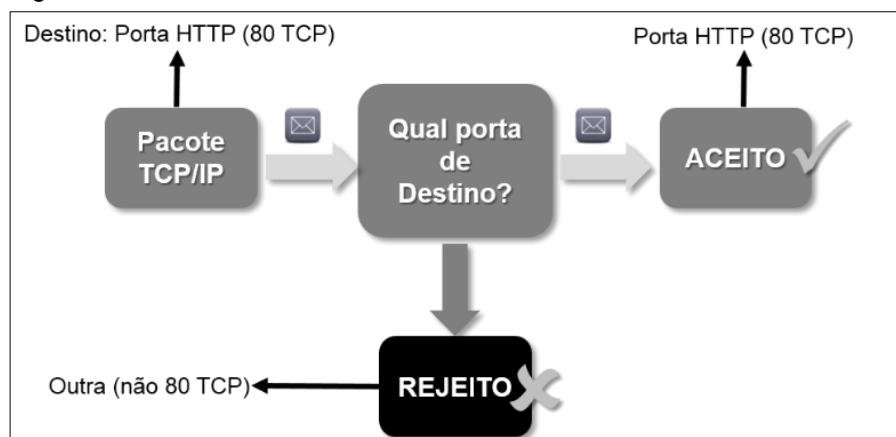 Destino: Porta HTTP (80 TCP)
Porta HTTP (80 TCP)
Pacote
TCP/IP
Qual porta
de
Destino?
ACEITO
REJEITO
Outra (não 80 TCP)